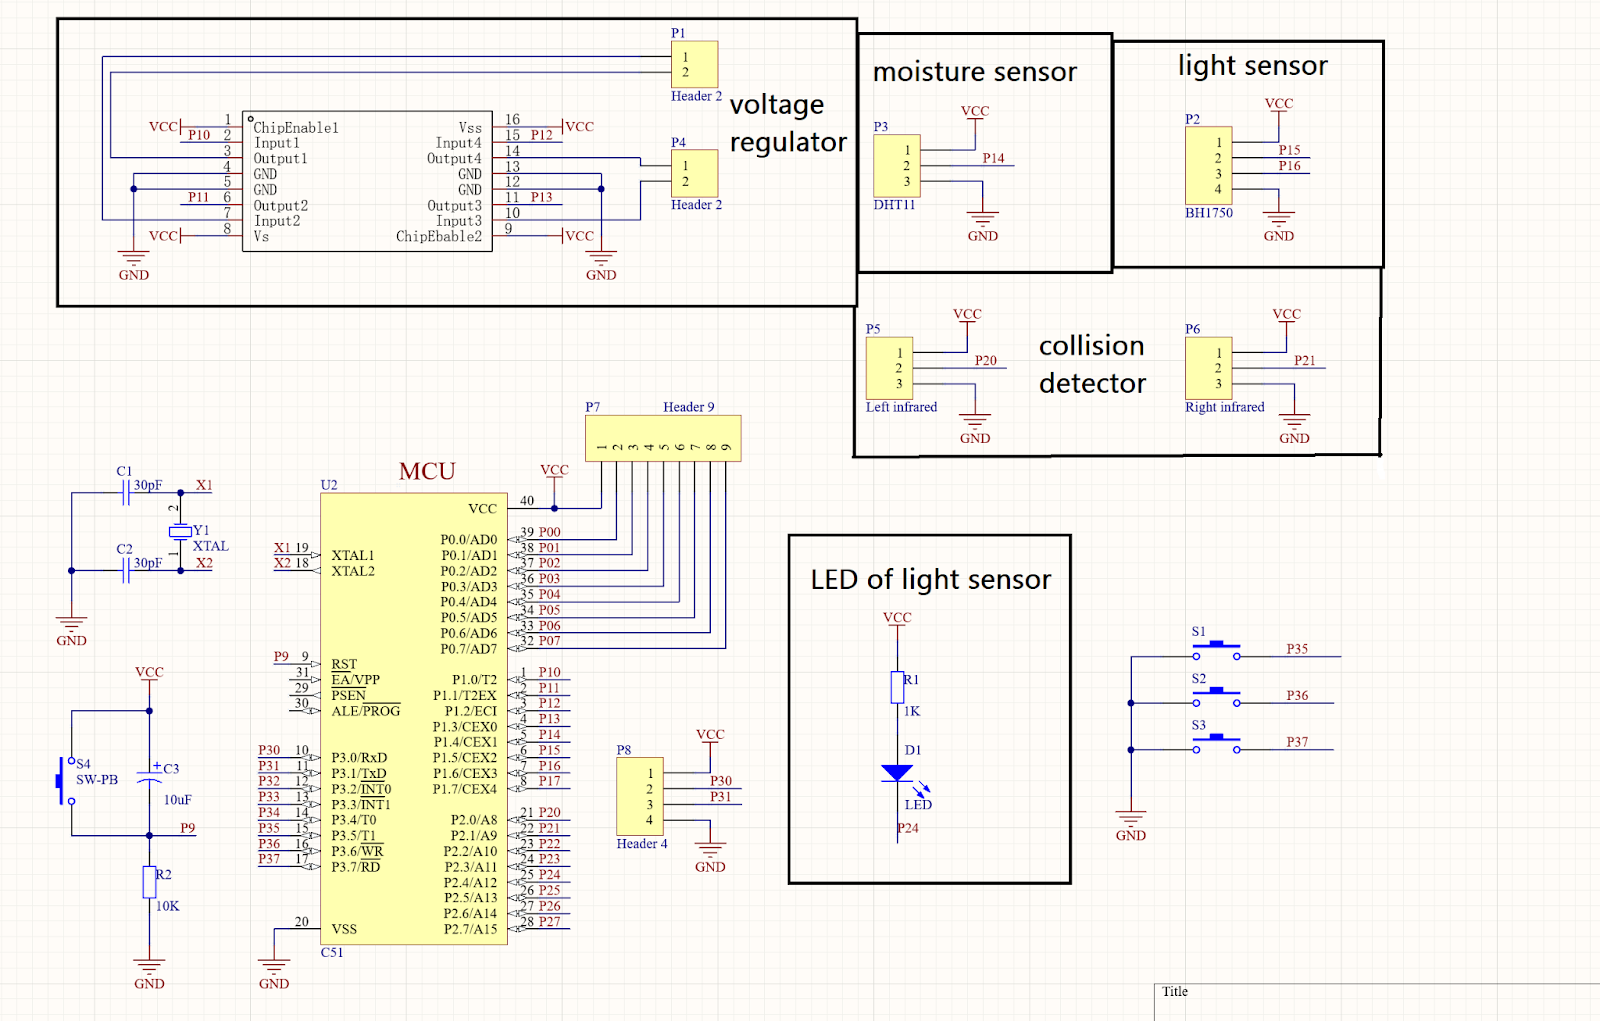 P1
1
2
Header 2
voltage
regulator
P4
1
2
Header 2
VCC 1 ChipEnable1
P10 2 Input1
3 Output1
4 GND
5 GND
P11 6 Output2
7 Input2
VCC 8 Vs
Vss 16 VCC
Input4 15 P12
Output4 14
GND 13
GND 12
Output3 11 P13
Input3 10
ChipEbable2 9 VCC
GND
GND
moisture sensor
VCC
P3
1
2 P14
3
DHT11
GND
light sensor
VCC
P2
1
2 P15
3 P16
4
BH1750
GND
collision
detector
VCC
P5
1
2 P20
3
Left infrared
GND
VCC
P6
1
2 P21
3
Right infrared
GND
P7 Header 9
1 2 3 4 5 6 7 8 9
C1
30pF X1
2
Y1
XTAL
1
C2
30pF X2
GND
MCU
U2
VCC
VCC 40
X1 19 XTAL1
X2 18 XTAL2
P9 9 RST
31 EA/VPP
29 PSEN
30 ALE/PROG
P30 10 P3.0/RxD
P31 11 P3.1/TxD
P32 12 P3.2/INT0
P33 13 P3.3/INT1
P34 14 P3.4/T0
P35 15 P3.5/T1
P36 16 P3.6/WR
P37 17 P3.7/RD
20 VSS
P0.0/AD0 39 P00
P0.1/AD1 38 P01
P0.2/AD2 37 P02
P0.3/AD3 36 P03
P0.4/AD4 35 P04
P0.5/AD5 34 P05
P0.6/AD6 33 P06
P0.7/AD7 32 P07
P1.0/T2 1 P10
P1.1/T2EX 2 P11
P1.2/ECI 3 P12
P1.3/CEX0 4 P13
P1.4/CEX1 5 P14
P1.5/CEX2 6 P15
P1.6/CEX3 7 P16
P1.7/CEX4 8 P17
P2.0/A8 21 P20
P2.1/A9 22 P21
P2.2/A10 23 P22
P2.3/A11 24 P23
P2.4/A12 25 P24
P2.5/A13 26 P25
P2.6/A14 27 P26
P2.7/A15 28 P27
C51
GND
VCC
S4
SW-PB
+ C3
10uF
P9
R2
10K
GND
P8
VCC
1
2 P30
3 P31
4
Header 4
GND
LED of light sensor
VCC
R1
1K
D1
LED
P24
S1 P35
S2 P36
S3 P37
GND
Title